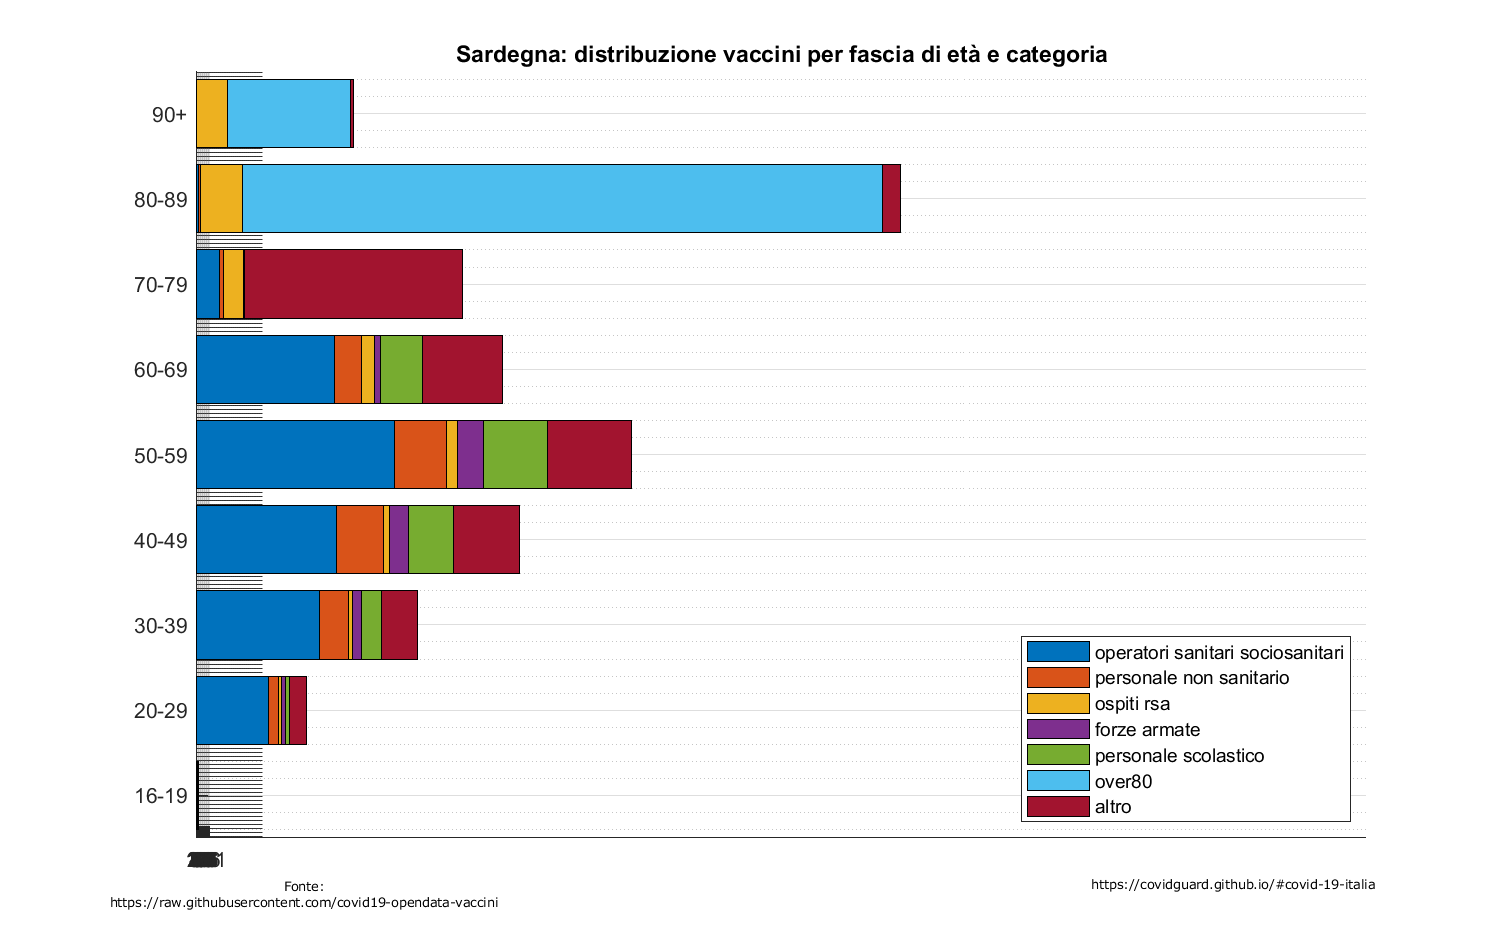 Sardegna: distribuzione vaccini per fascia di età e categoria
90+
80-89
70-79
60-69
50-59
40-49
30-39
20-29
16-19
operatori sanitari sociosanitari
personale non sanitario
ospiti rsa
forze armate
personale scolastico
over80
altro
Fonte:
https://raw.githubusercontent.com/covid19-opendata-vaccini
https://covidguard.github.io/#covid-19-italia